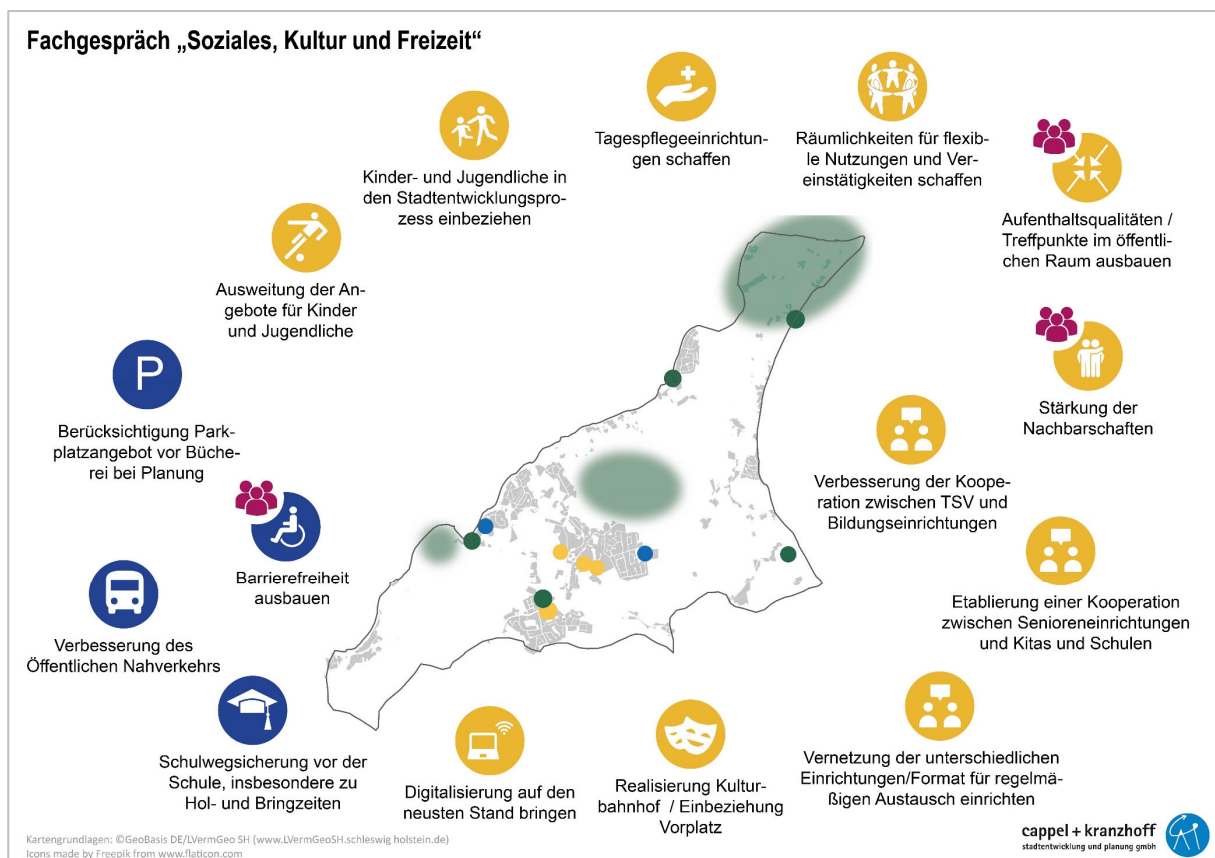 Fachgespräch „Soziales, Kultur und Freizeit“
Tagespflegeeinrichtun-
gen schaffen
Räumlichkeiten für flexib-
le Nutzungen und Ver-
einstätigkeiten schaffen
Kinder- und Jugendliche in
den Stadtentwicklungspro-
zess einbeziehen
Aufenthaltsqualitäten /
Treffpunkte im öffentli-
chen Raum ausbauen
Ausweitung der An-
gebote für Kinder
und Jugendliche
P
Berücksichtigung Park-
platzangebot vor Büche-
rei bei Planung
Stärkung der
Nachbarschaften
Verbesserung der Koope-
ration zwischen TSV und
Bildungseinrichtungen
Barrierefreiheit
ausbauen
Etablierung einer Kooperation
zwischen Senioreneinrichtungen
und Kitas und Schulen
Verbesserung des
Öffentlichen Nahverkehrs
Schulwegsicherung vor der
Schule, insbesondere zu
Hol- und Bringzeiten
Digitalisierung auf den
neusten Stand bringen
Realisierung Kultur-
bahnhof / Einbeziehung
Vorplatz
Vernetzung der unterschiedlichen
Einrichtungen/Format für regelmä-
ßigen Austausch einrichten
Kartengrundlagen: ©GeoBasis DE/LVermGeo SH (www.LVermGeoSH.schleswig holstein.de)
Icons made by Freepik from www.flaticon.com
cappel + kranzhoff
stadtentwicklung und planung gmbh